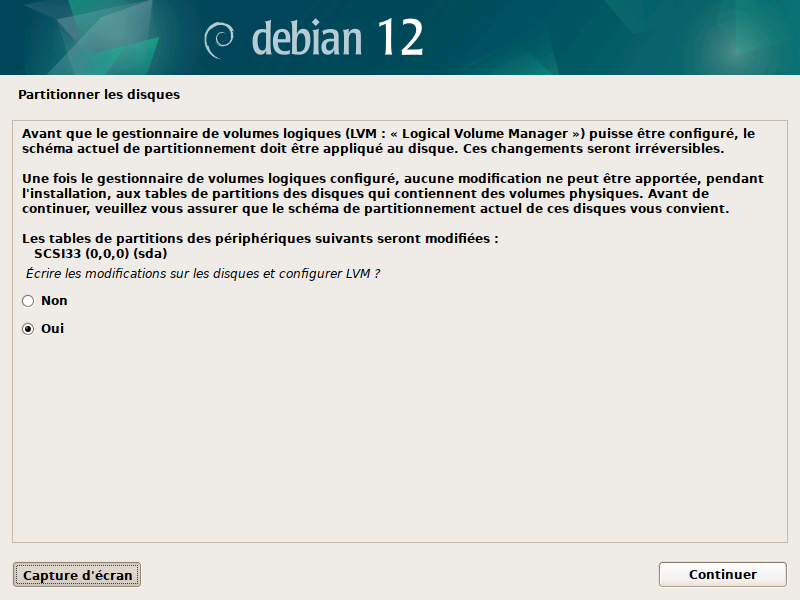 debian 12
Partitionner les disques
Avant que le gestionnaire de volumes logiques (LVM : « Logical Volume Manager ») puisse être configuré, le
schéma actuel de partitionnement doit être appliqué au disque. Ces changements seront irréversibles.
Une fois le gestionnaire de volumes logiques configuré, aucune modification ne peut être apportée, pendant
l'installation, aux tables de partitions des disques qui contiennent des volumes physiques. Avant de
continuer, veuillez vous assurer que le schéma de partitionnement actuel de ces disques vous convient.
Les tables de partitions des périphériques suivants seront modifiées :
SCSI33 (0,0,0) (sda)
Écrire les modifications sur les disques et configurer LVM ?
Non
Oui
Capture d'écran
Continuer